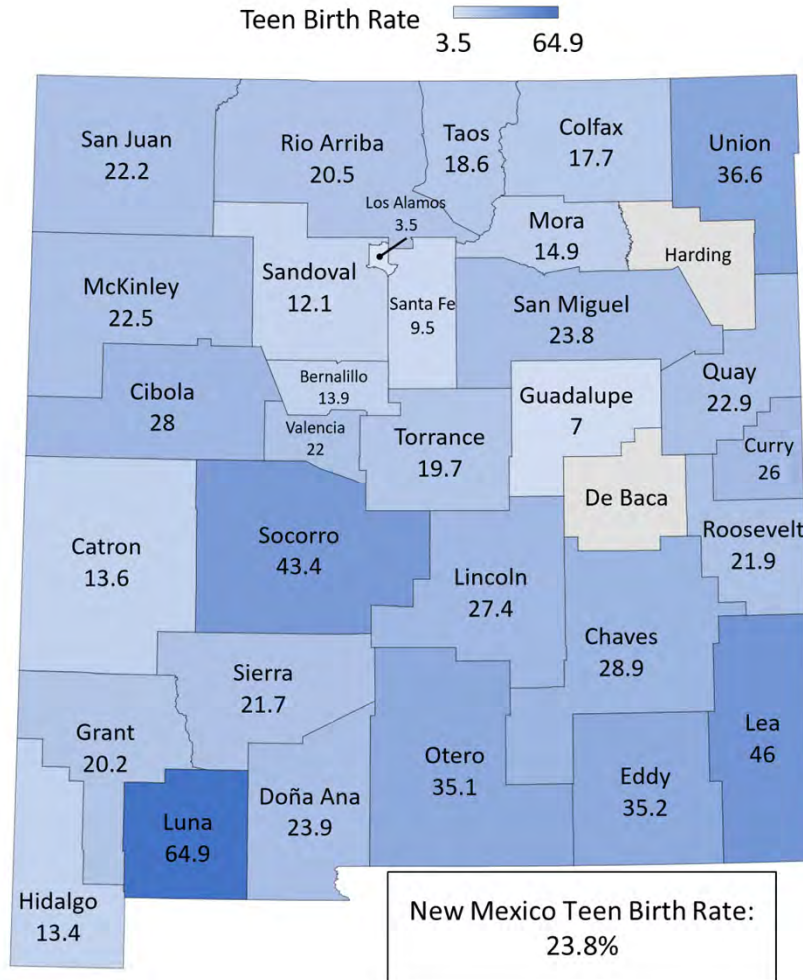 Teen Birth Rate
3.5 64.9
San Juan
22.2
Rio Arriba
20.5
Taos
18.6
Colfax
17.7
Union
36.6
Los Alamos
3.5
Mora
14.9
Harding
McKinley
22.5
Sandoval
12.1
Santa Fe
9.5
San Miguel
23.8
Cibola
28
Bernalillo
13.9
Valencia
22
Torrance
19.7
Guadalupe
7
Quay
22.9
Curry
26
De Baca
Roosevelt
21.9
Catron
13.6
Socorro
43.4
Lincoln
27.4
Chaves
28.9
Sierra
21.7
Grant
20.2
Luna
64.9
Doña Ana
23.9
Otero
35.1
Eddy
35.2
Lea
46
Hidalgo
13.4
New Mexico Teen Birth Rate:
23.8%